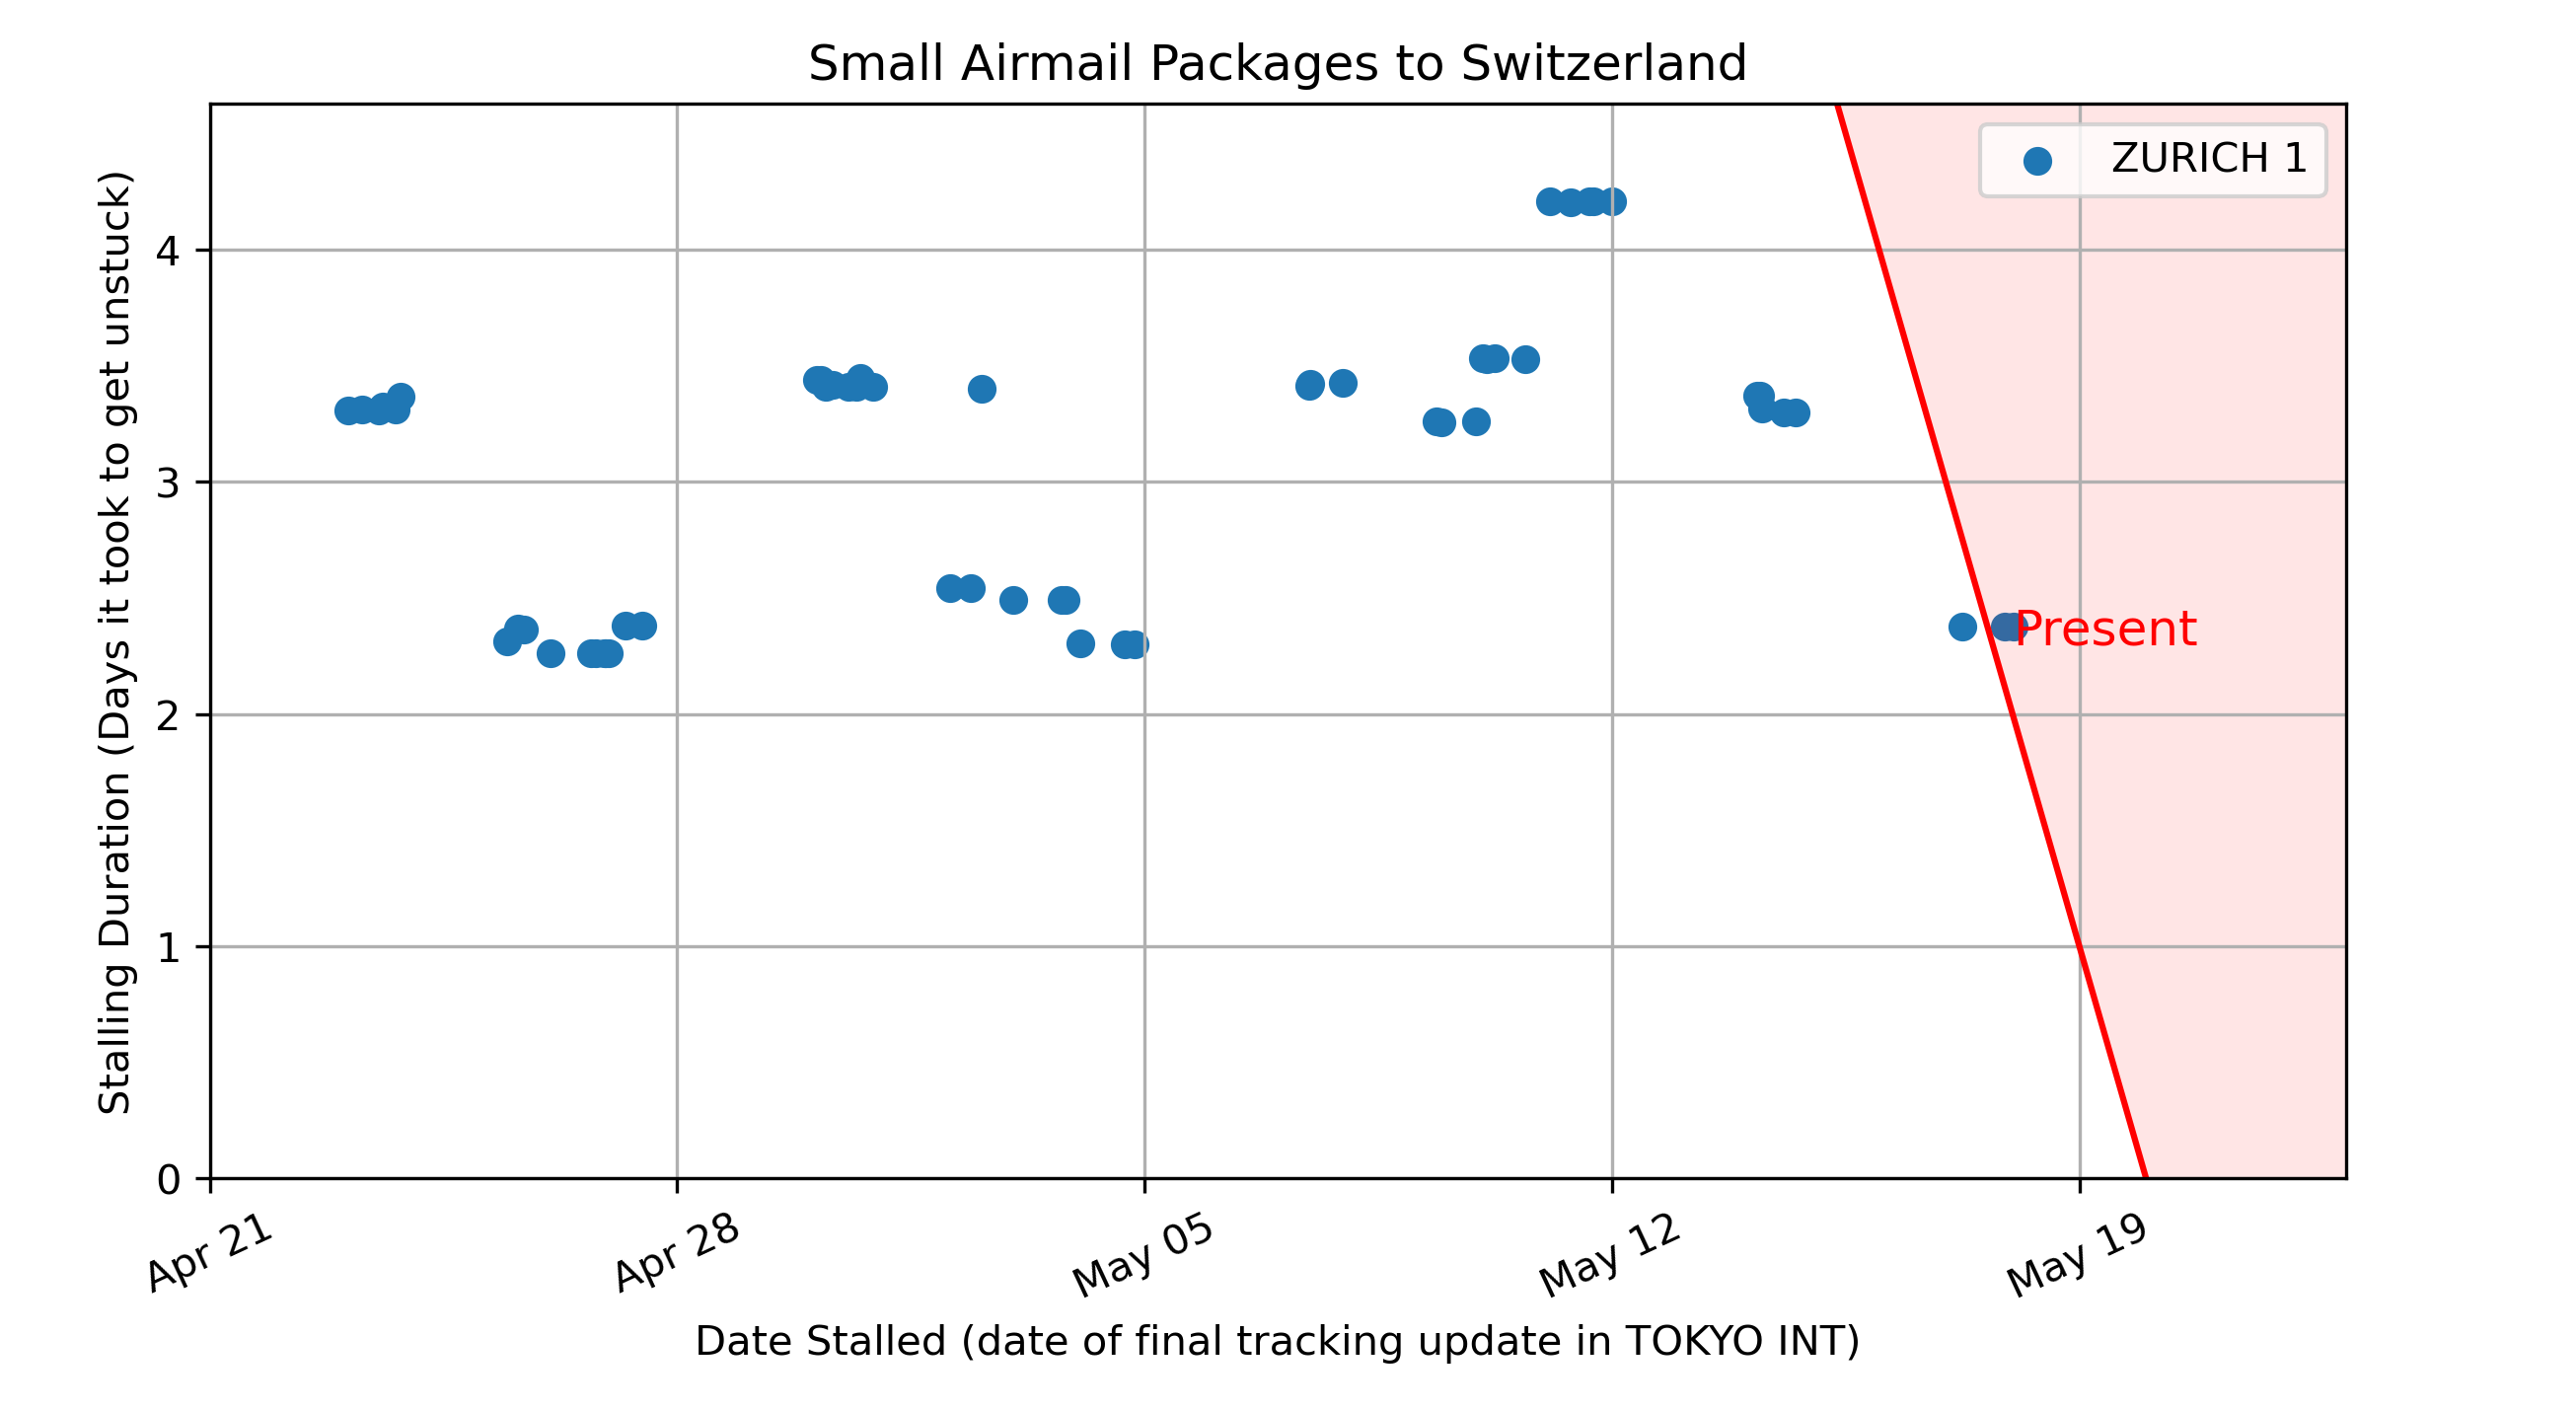 Small Airmail Packages to Switzerland
ZURICH 1
Stalling Duration (Days it took to get unstuck)
4
3
2
1
0
Present
Apr 21
Apr 28
May 05
May 12
May 19
Date Stalled (date of final tracking update in TOKYO INT)